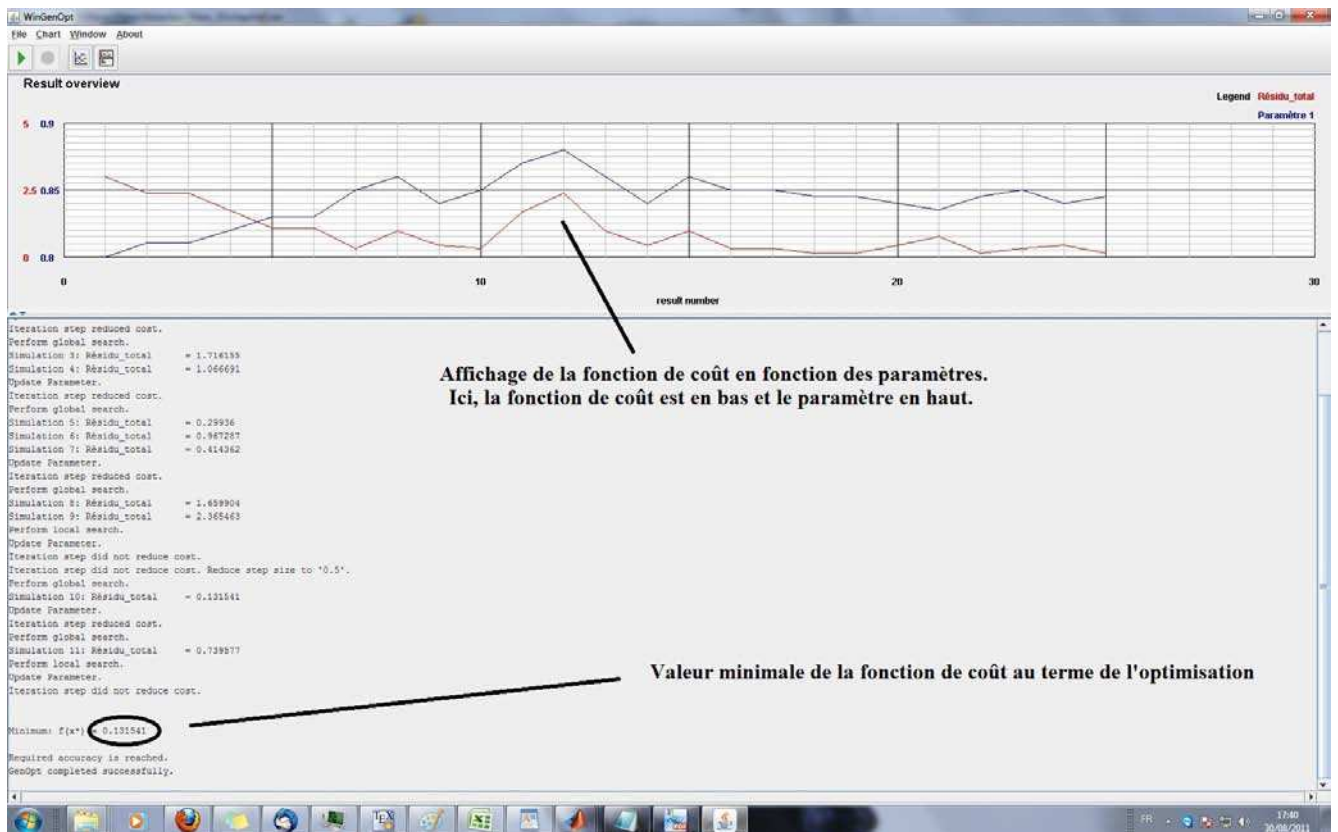 WinGenOpt
File Chart Window About
Result overview
Legend Résidu_total
Paramètre 1
5 0.9
2.5 0.85
0 0.8
0 10 20 30
result number
Iteration step reduced cost.
Perform global search.
Simulation 3: Résidu_total = 1.716155
Simulation 4: Résidu_total = 1.066691
Update Parameter.
Iteration step reduced cost.
Perform global search.
Simulation 5: Résidu_total = 0.29936
Simulation 6: Résidu_total = 0.987287
Simulation 7: Résidu_total = 0.414362
Update Parameter.
Iteration step reduced cost.
Perform global search.
Simulation 8: Résidu_total = 1.659904
Simulation 9: Résidu_total = 2.365463
Perform local search.
Update Parameter.
Iteration step did not reduce cost.
Iteration step did not reduce cost. Reduce step size to '0.5'.
Perform global search.
Simulation 10: Résidu_total = 0.131541
Update Parameter.
Iteration step reduced cost.
Perform global search.
Simulation 11: Résidu_total = 0.739977
Perform local search.
Update Parameter.
Iteration step did not reduce cost.
Minimum: f(x*) = 0.131541
Required accuracy is reached.
GenOpt completed successfully.
Affichage de la fonction de coût en fonction des paramètres.
Ici, la fonction de coût est en bas et le paramètre en haut.
Valeur minimale de la fonction de coût au terme de l'optimisation
FR
17:40
30/08/2011